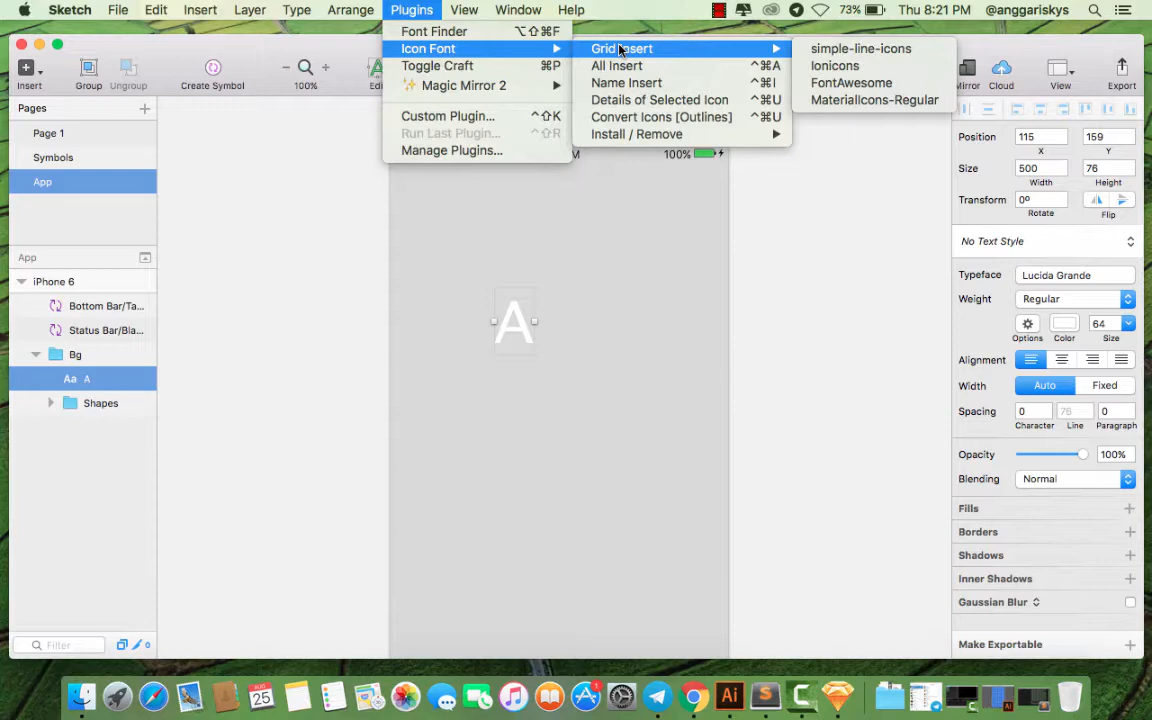 Sketch File Edit Insert Layer Type Arrange Plugins View Window Help 73% Thu 8:21 PM @anggariskys
Font Finder ⌥⇧⌘F
Icon Font
Toggle Craft ⌘P
✨ Magic Mirror 2
Custom Plugin... ^⇧K
Run Last Plugin... ^⇧R
Manage Plugins...
Grid Insert
All Insert ^⌘A
Name Insert ^⌘I
Details of Selected Icon ^⌘U
Convert Icons [Outlines] ^⌘U
Install / Remove
simple-line-icons
Ionicons
FontAwesome
MaterialIcons-Regular
Insert Group Ungroup Create Symbol 100% Edi Mirror Cloud View Export
Pages
Page 1
Symbols
App
App
iPhone 6
Bottom Bar/Ta...
Status Bar/Bla...
Bg
Aa A
Shapes
Filter 0
M 100%
A
Position 115 159
X Y
Size 500 76
Width Height
Transform 0º
Rotate Flip
No Text Style
Typeface Lucida Grande
Weight Regular
64
Options Color Size
Alignment
Width Auto Fixed
Spacing 0 76 0
Character Line Paragraph
Opacity 100%
Blending Normal
Fills
Borders
Shadows
Inner Shadows
Gaussian Blur
Make Exportable
AUG
25
1
Ai
S
C